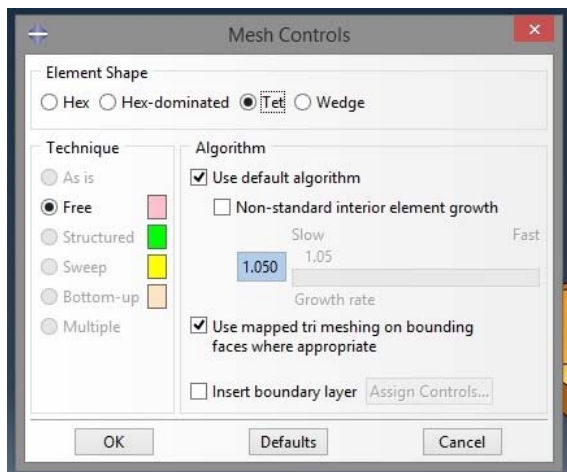 Mesh Controls
Element Shape
Hex Hex-dominated Tet Wedge
Technique
As is
Free
Structured
Sweep
Bottom-up
Multiple
Algorithm
Use default algorithm
Non-standard interior element growth
Slow Fast
1.05
1.050
Growth rate
Use mapped tri meshing on bounding
faces where appropriate
Insert boundary layer Assign Controls...
OK Defaults Cancel